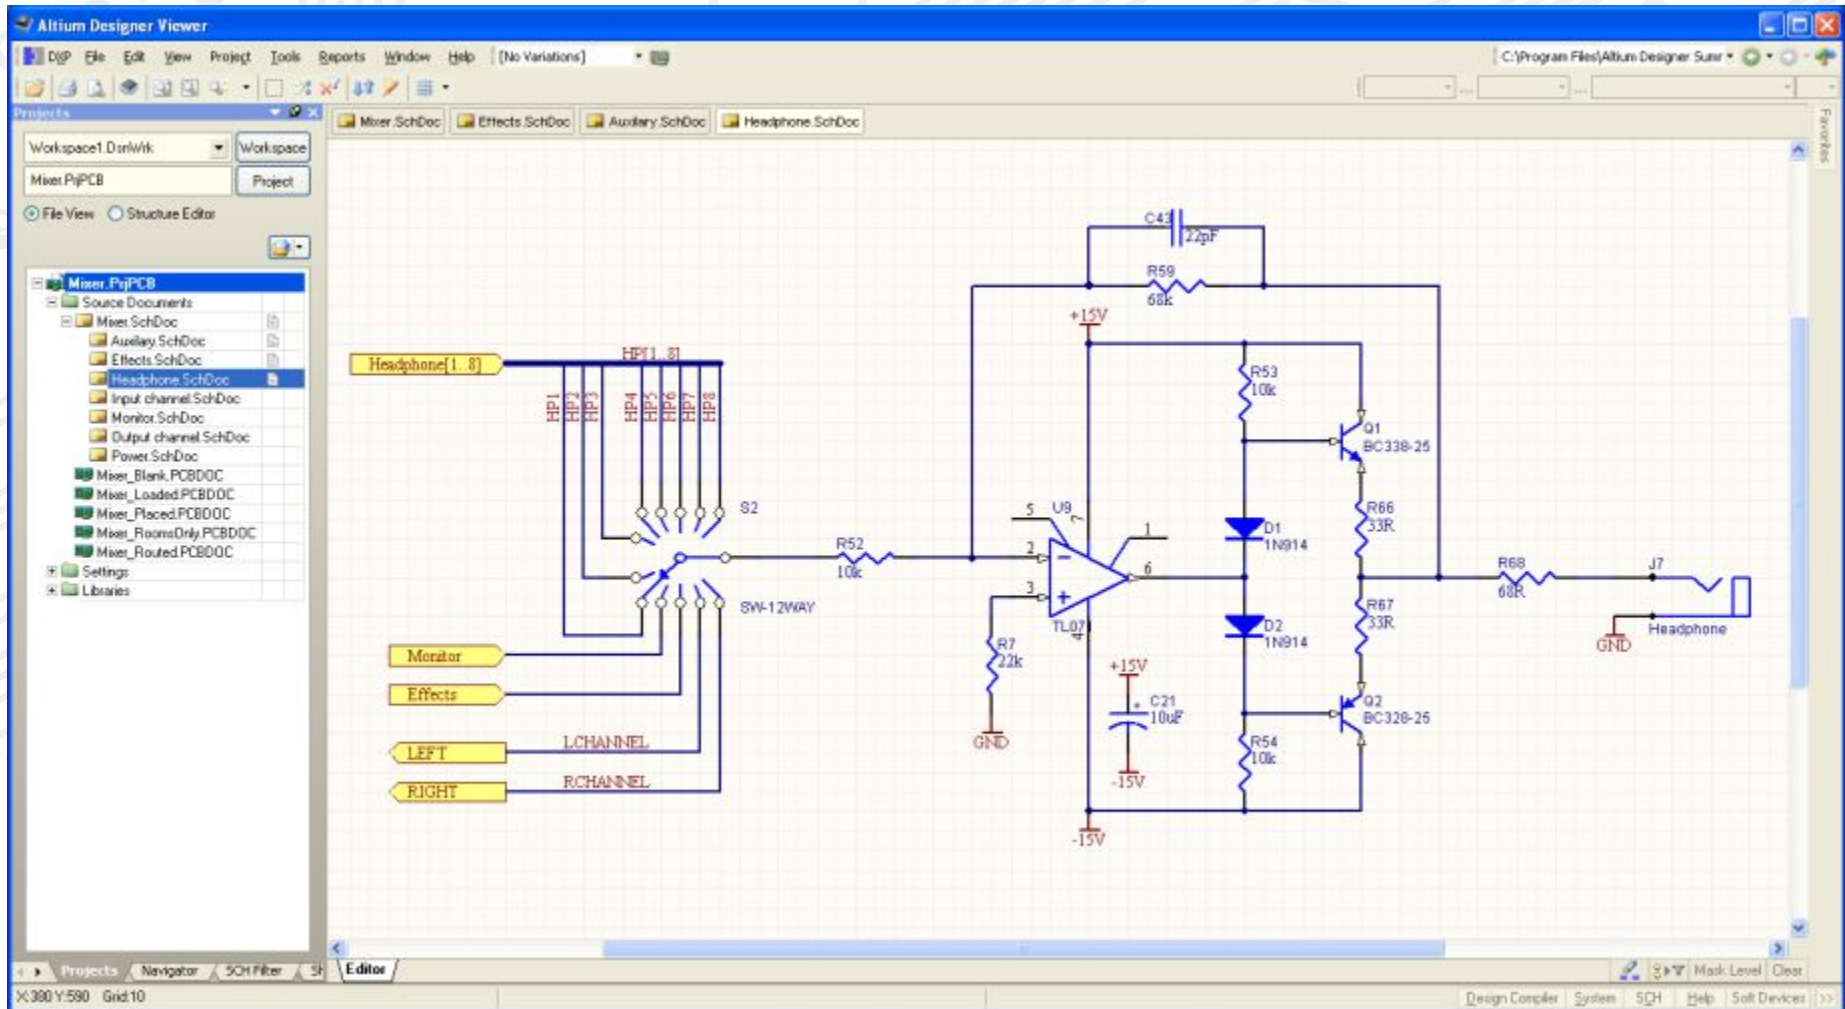 Altium Designer Viewer
DXP File Edit View Project Tools Reports Window Help [No Variations]
C:\Program Files\Altium Designer Sumr
... ...
Projects
Mixer.SchDoc Effects.SchDoc Auxilary.SchDoc Headphone.SchDoc
Favorites
Workspace1.DsnWrk Workspace
Mixer.PrjPCB Project
File View Structure Editor
Mixer.PrjPCB
Source Documents
Mixer.SchDoc
Auxilary.SchDoc
Effects.SchDoc
Headphone.SchDoc
Input channel.SchDoc
Monitor.SchDoc
Output channel.SchDoc
Power.SchDoc
Mixer_Blank.PCBDOC
Mixer_Loaded.PCBDOC
Mixer_Placed.PCBDOC
Mixer_RoomsOnly.PCBDOC
Mixer_Routed.PCBDOC
Settings
Libraries
Headphone[1..8]
HP[1..8]
HP1
HP2
HP3
HP4
HP5
HP6
HP7
HP8
S2
SW-12WAY
Monitor
Effects
LEFT
LCHANNEL
RIGHT
RCHANNEL
R52
10k
C43
22pF
R59
68k
+15V
5
U9
7
2
3
1
6
4
TL07
R7
22k
GND
+15V
C21
10uF
-15V
-15V
R53
10k
D1
1N914
D2
1N914
R54
10k
Q1
BC338-25
R66
33R
R67
33R
Q2
BC328-25
R68
68R
J7
Headphone
GND
Projects Navigator SCH Filter Sh
Editor
Mask Level Clear
X:380 Y:590 Grid:10
Design Compiler System SCH Help Soft Devices >>